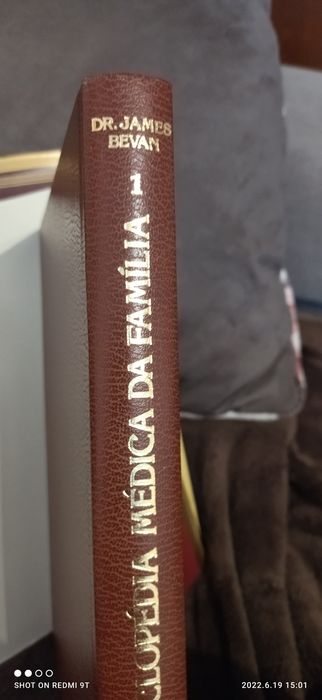 DR. JAMES
BEVAN
1
CLOPÉDIA MÉDICA DA FAMÍLIA
SHOT ON REDMI 9T
2022.6.19 15:01